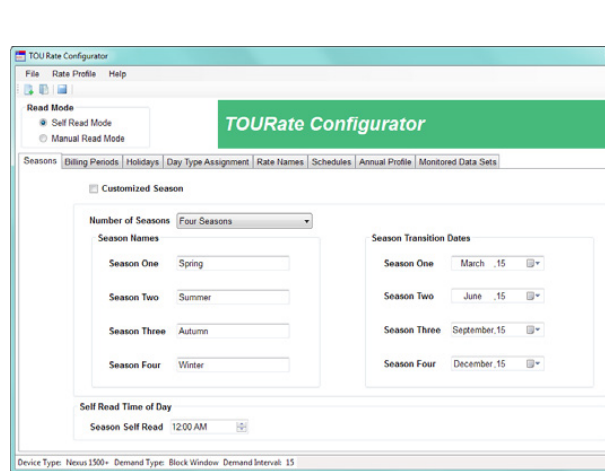 TOU Rate Configurator
File Rate Profile Help
Read Mode
Self Read Mode
Manual Read Mode
TOURate Configurator
Seasons Billing Periods Holidays Day Type Assignment Rate Names Schedules Annual Profile Monitored Data Sets
Customized Season
Number of Seasons Four Seasons
Season Names Season Transition Dates
Season One Spring Season One March ,15
Season Two Summer Season Two June ,15
Season Three Autumn Season Three September,15
Season Four Winter Season Four December,15
Self Read Time of Day
Season Self Read 12:00 AM
Device Type: Nexus 1500+ Demand Type: Block Window Demand Interval: 15